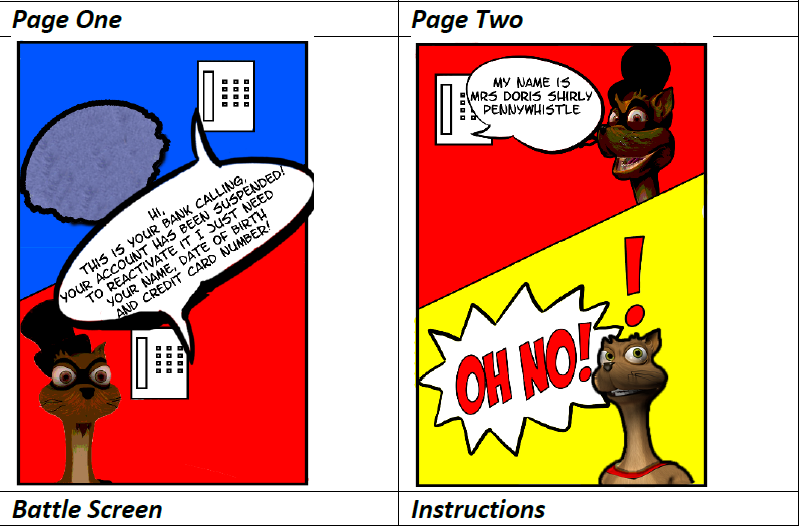 Page One
Page Two
HI,
THIS IS YOUR BANK CALLING,
YOUR ACCOUNT HAS BEEN SUSPENDED!
TO REACTIVATE IT I JUST NEED
YOUR NAME, DATE OF BIRTH
AND CREDIT CARD NUMBER!
MY NAME IS
MRS DORIS SHIRLY
PENNYWHISTLE
!
OH NO!
Battle Screen
Instructions